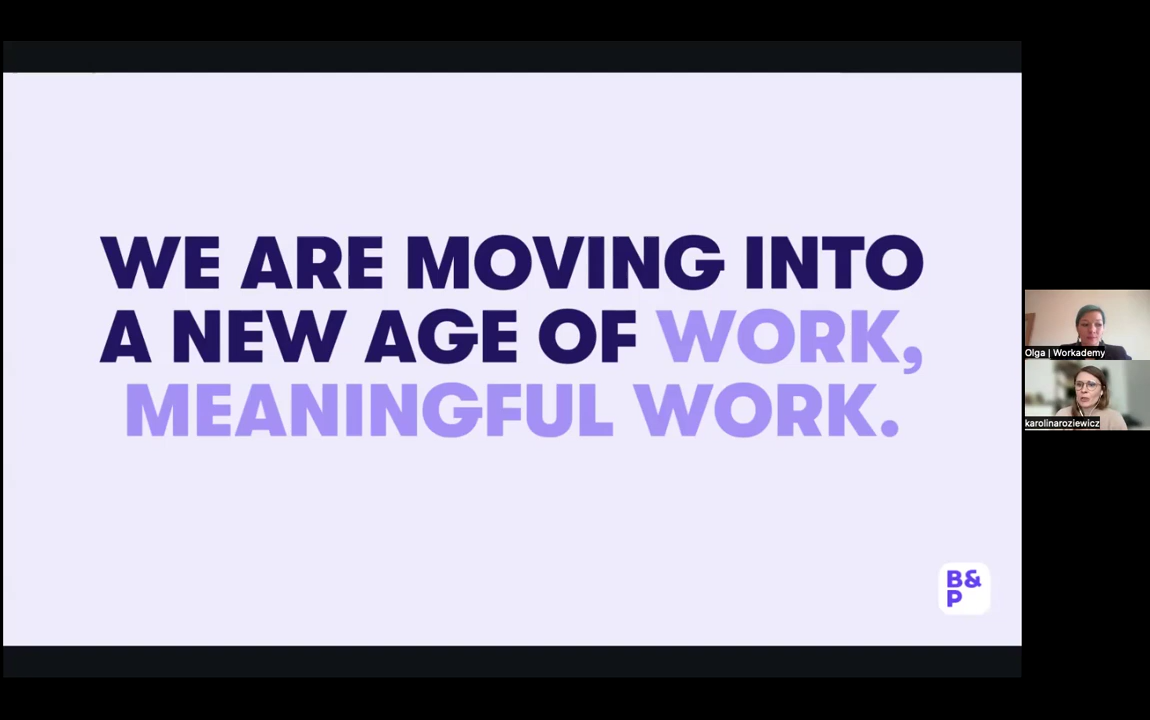 WE ARE MOVING INTO
A NEW AGE OF WORK,
MEANINGFUL WORK.
B&
P
Olga | Workademy
karolinaroziewicz